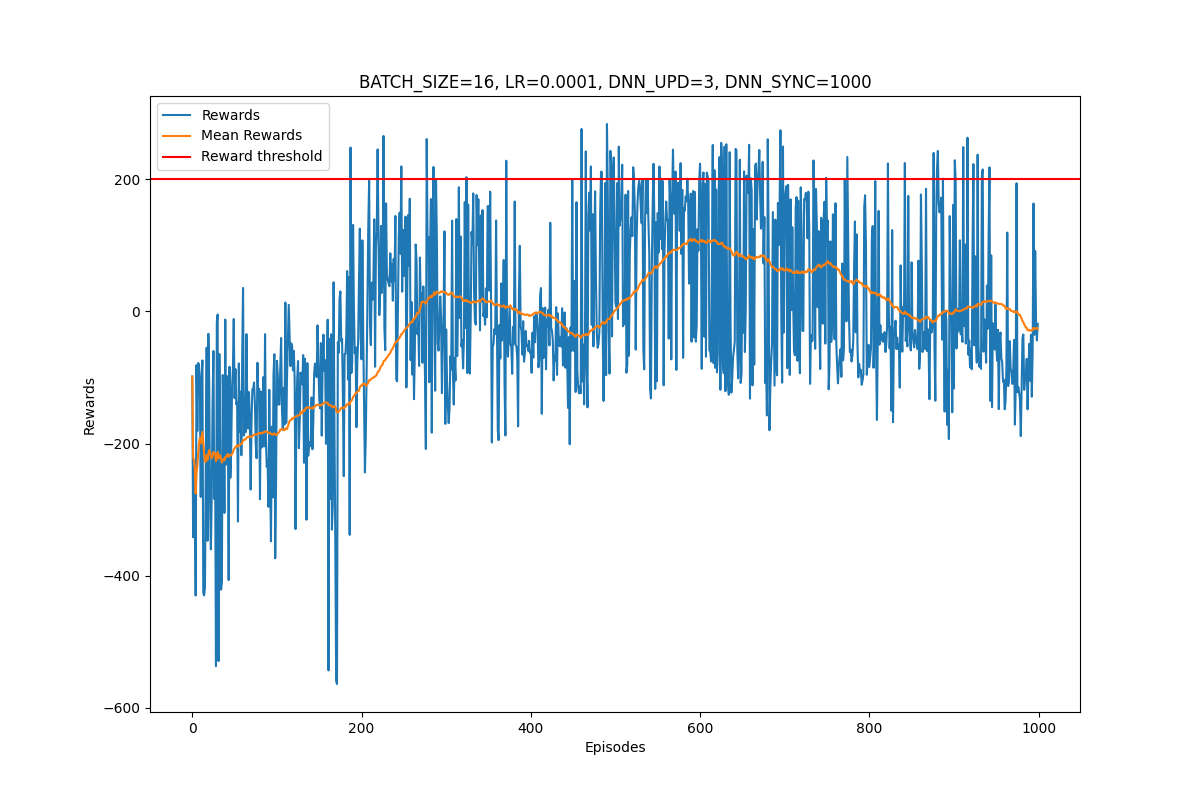 BATCH_SIZE=16, LR=0.0001, DNN_UPD=3, DNN_SYNC=1000
Rewards
Mean Rewards
Reward threshold
200
0
−200
−400
−600
Rewards
0
200
400
600
800
1000
Episodes